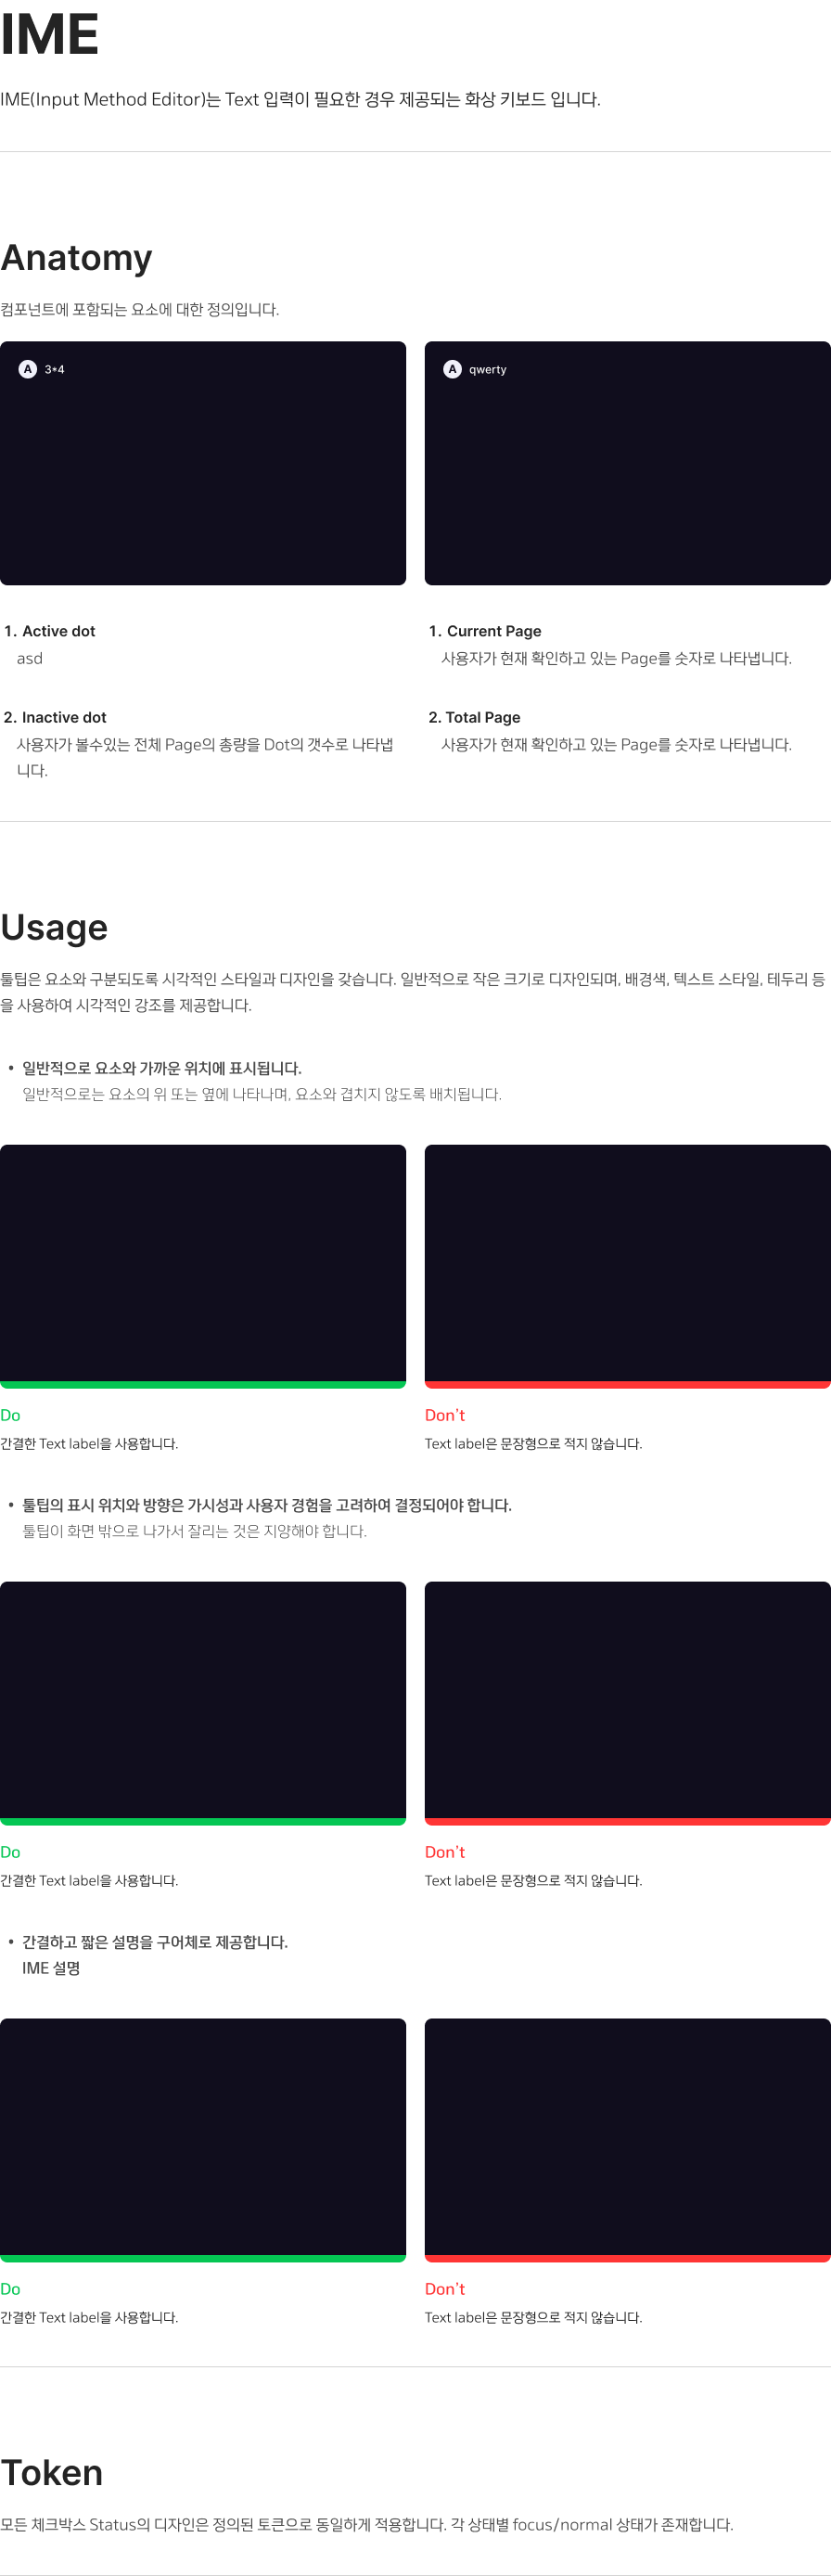 IME
IME(Input Method Editor)는 Text 입력이 필요한 경우 제공되는 화상 키보드 입니다.
Anatomy
컴포넌트에 포함되는 요소에 대한 정의입니다.
A 3*4
A qwerty
1. Active dot
asd
2. Inactive dot
사용자가 볼수있는 전체 Page의 총량을 Dot의 갯수로 나타냅
니다.
1. Current Page
사용자가 현재 확인하고 있는 Page를 숫자로 나타냅니다.
2. Total Page
사용자가 현재 확인하고 있는 Page를 숫자로 나타냅니다.
Usage
툴팁은 요소와 구분되도록 시각적인 스타일과 디자인을 갖습니다. 일반적으로 작은 크기로 디자인되며, 배경색, 텍스트 스타일, 테두리 등
을 사용하여 시각적인 강조를 제공합니다.
• 일반적으로 요소와 가까운 위치에 표시됩니다.
일반적으로는 요소의 위 또는 옆에 나타나며, 요소와 겹치지 않도록 배치됩니다.
Do
간결한 Text label을 사용합니다.
Don't
Text label은 문장형으로 적지 않습니다.
• 툴팁의 표시 위치와 방향은 가시성과 사용자 경험을 고려하여 결정되어야 합니다.
툴팁이 화면 밖으로 나가서 잘리는 것은 지양해야 합니다.
Do
간결한 Text label을 사용합니다.
Don't
Text label은 문장형으로 적지 않습니다.
• 간결하고 짧은 설명을 구어체로 제공합니다.
IME 설명
Do
간결한 Text label을 사용합니다.
Don't
Text label은 문장형으로 적지 않습니다.
Token
모든 체크박스 Status의 디자인은 정의된 토큰으로 동일하게 적용합니다. 각 상태별 focus/normal 상태가 존재합니다.